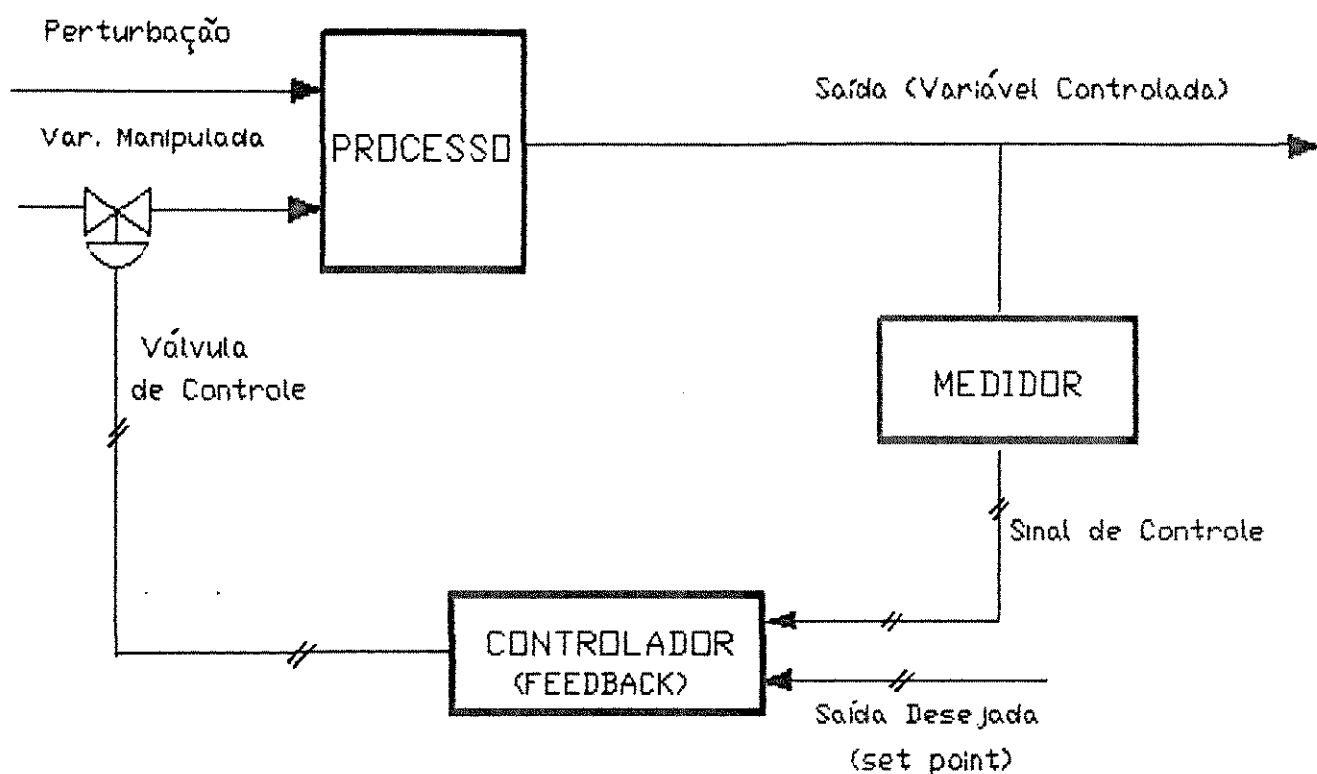 Perturbação
Saída (Variável Controlada)
Var. Manipulada
PROCESSO
Válvula
de Controle
MEDIDOR
Sinal de Controle
CONTROLADOR
(FEEDBACK)
Saída Desejada
(set point)